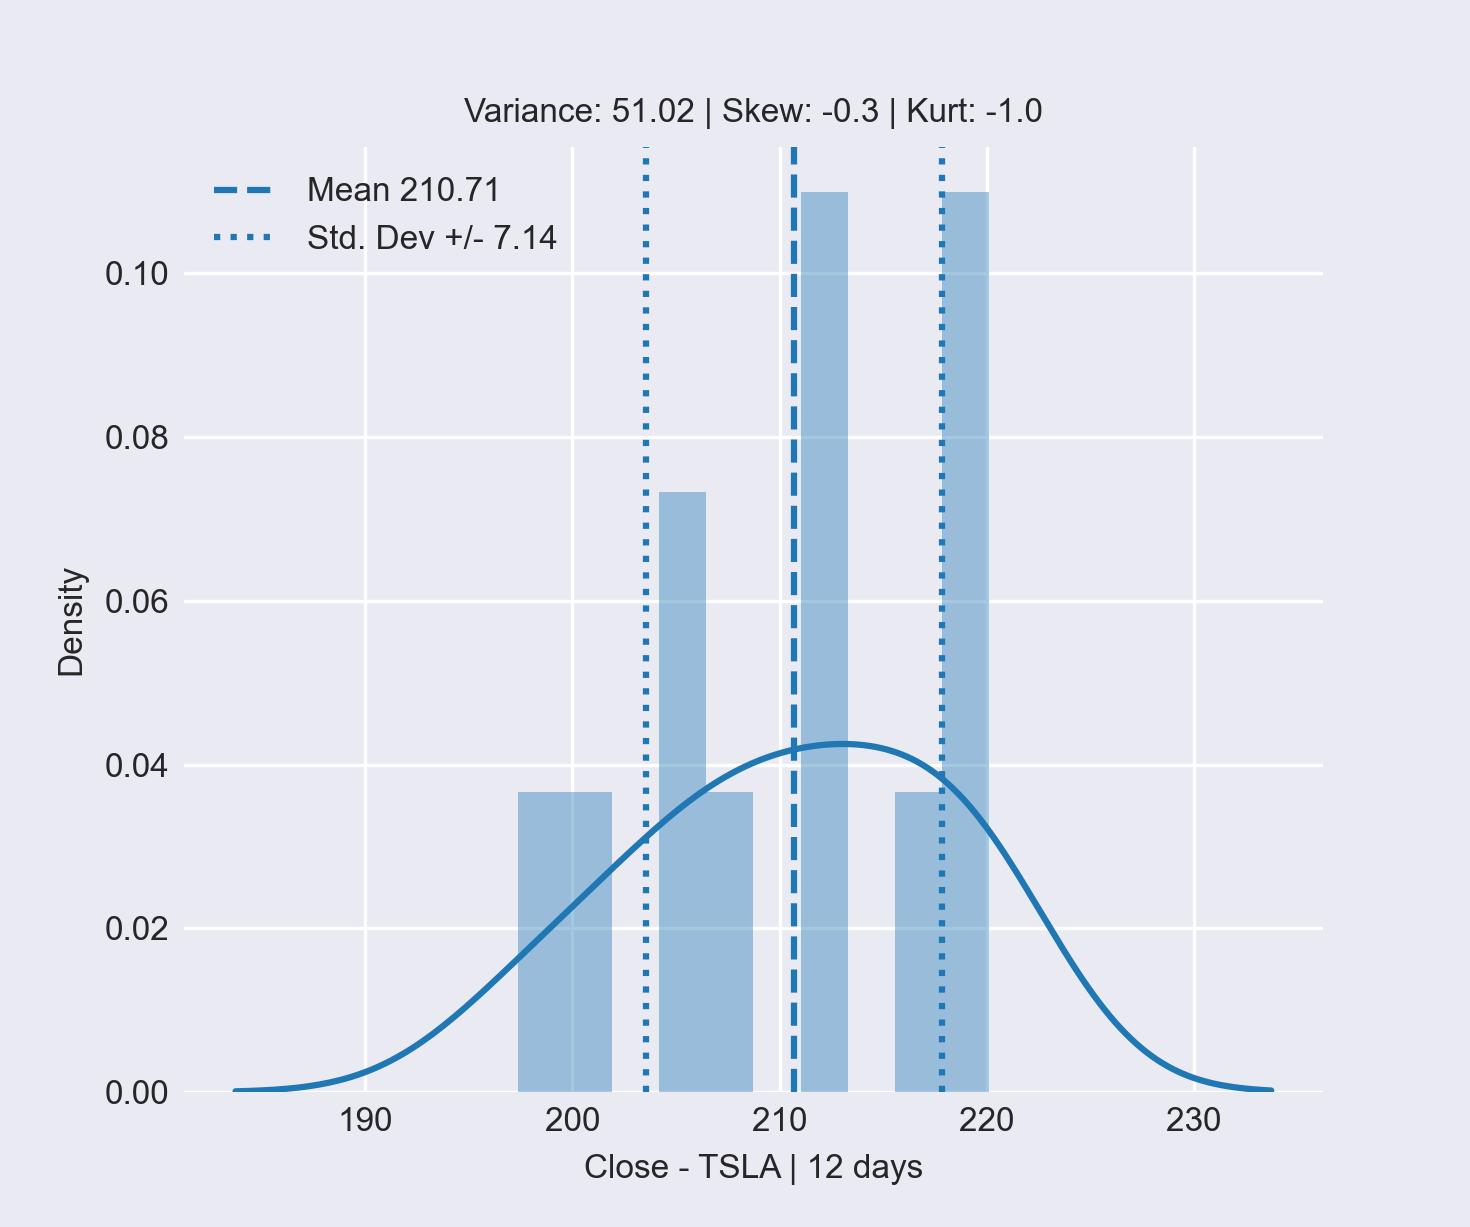 Variance: 51.02 | Skew: -0.3 | Kurt: -1.0
Mean 210.71
Std. Dev +/- 7.14
0.10
0.08
0.06
0.04
0.02
0.00
Density
190 200 210 220 230
Close - TSLA | 12 days